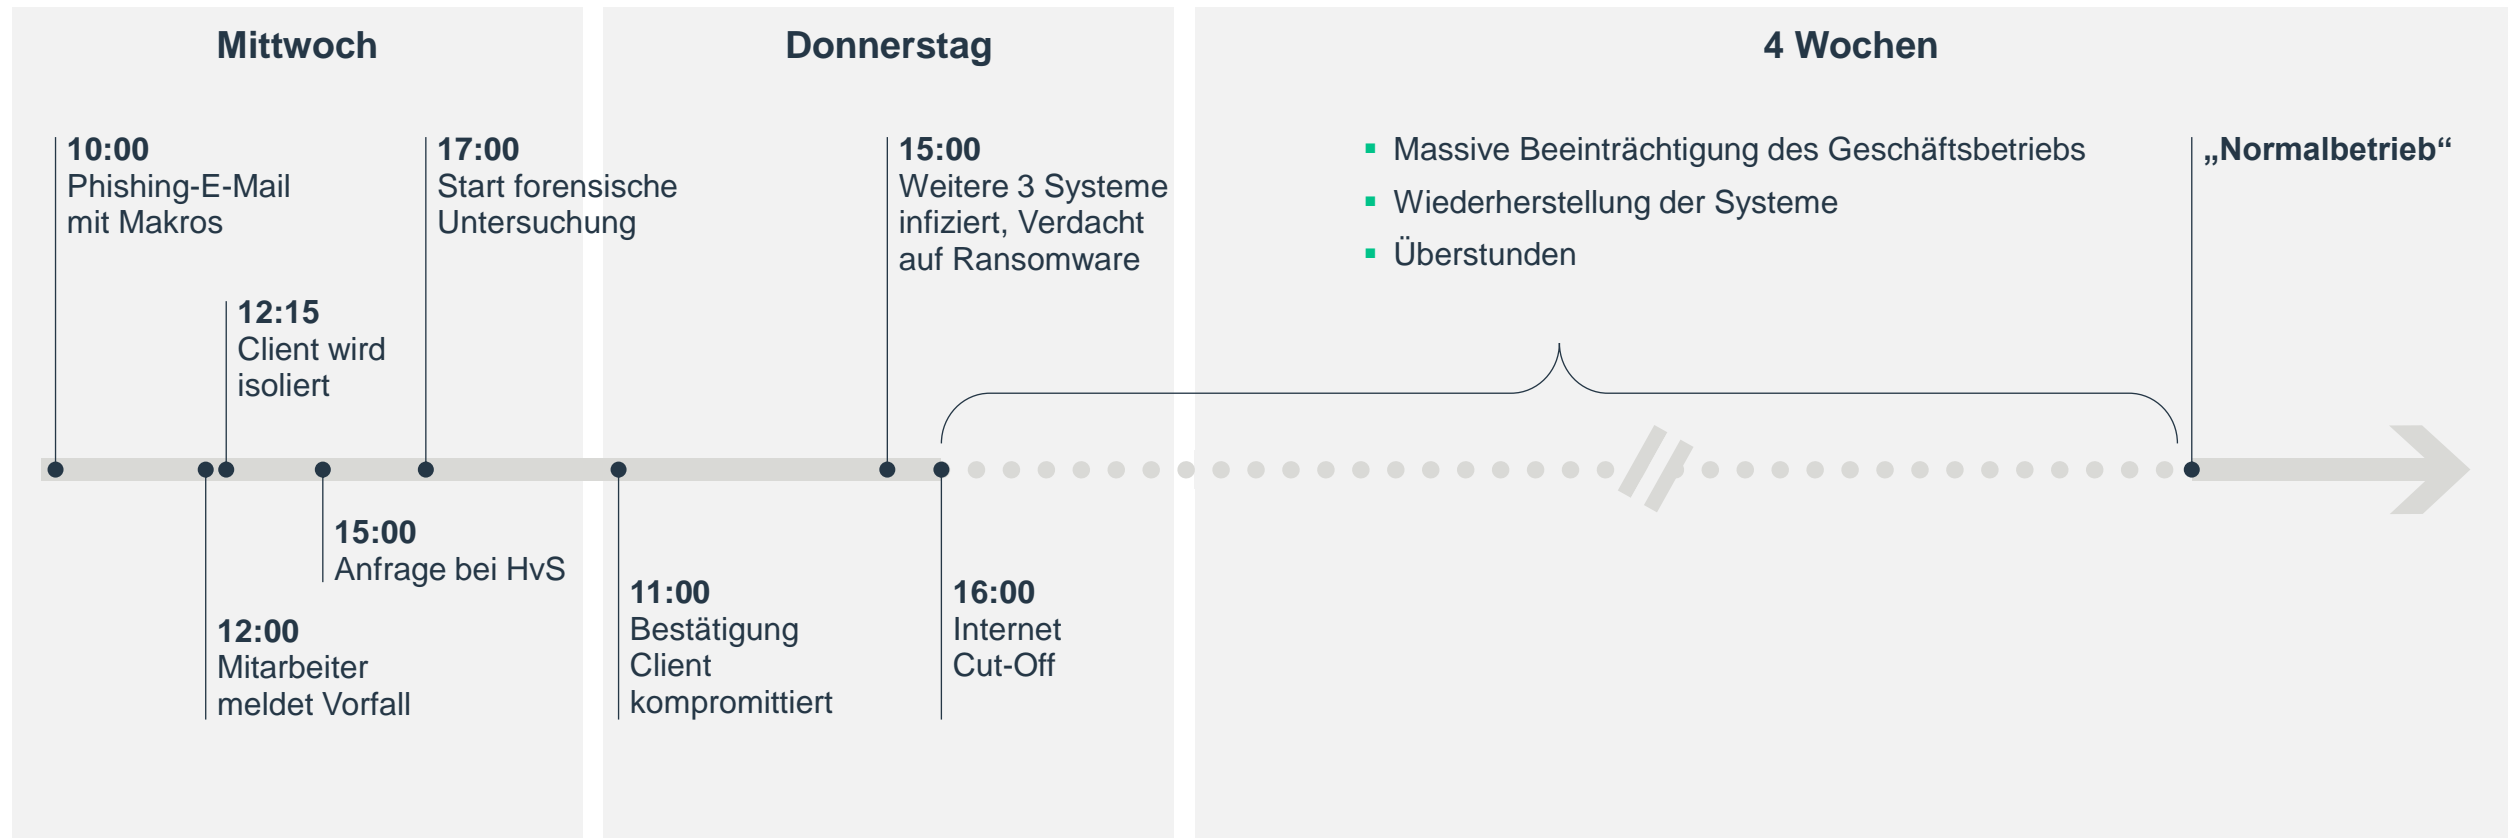 Mittwoch
10:00
Phishing-E-Mail
mit Makros
12:15
Client wird
isoliert
17:00
Start forensische
Untersuchung
15:00
Anfrage bei HvS
12:00
Mitarbeiter
meldet Vorfall
Donnerstag
15:00
Weitere 3 Systeme
infiziert, Verdacht
auf Ransomware
11:00
Bestätigung
Client
kompromittiert
16:00
Internet
Cut-Off
4 Wochen
▪ Massive Beeinträchtigung des Geschäftsbetriebs
▪ Wiederherstellung der Systeme
▪ Überstunden
„Normalbetrieb“